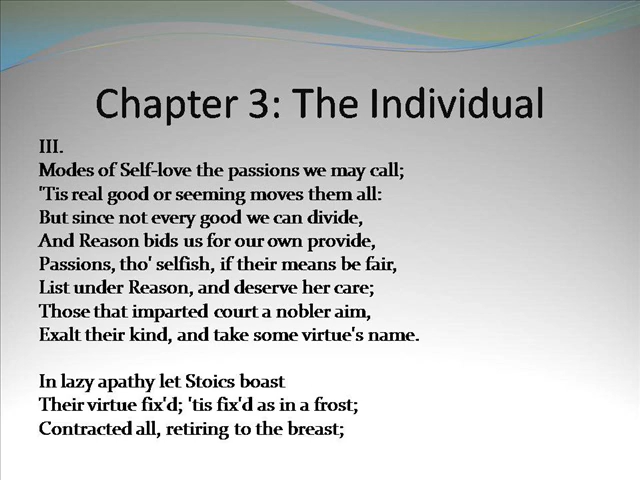 Chapter 3: The Individual
III.
Modes of Self-love the passions we may call;
'Tis real good or seeming moves them all:
But since not every good we can divide,
And Reason bids us for our own provide,
Passions, tho' selfish, if their means be fair,
List under Reason, and deserve her care;
Those that imparted court a nobler aim,
Exalt their kind, and take some virtue's name.
In lazy apathy let Stoics boast
Their virtue fix'd; 'tis fix'd as in a frost;
Contracted all, retiring to the breast;